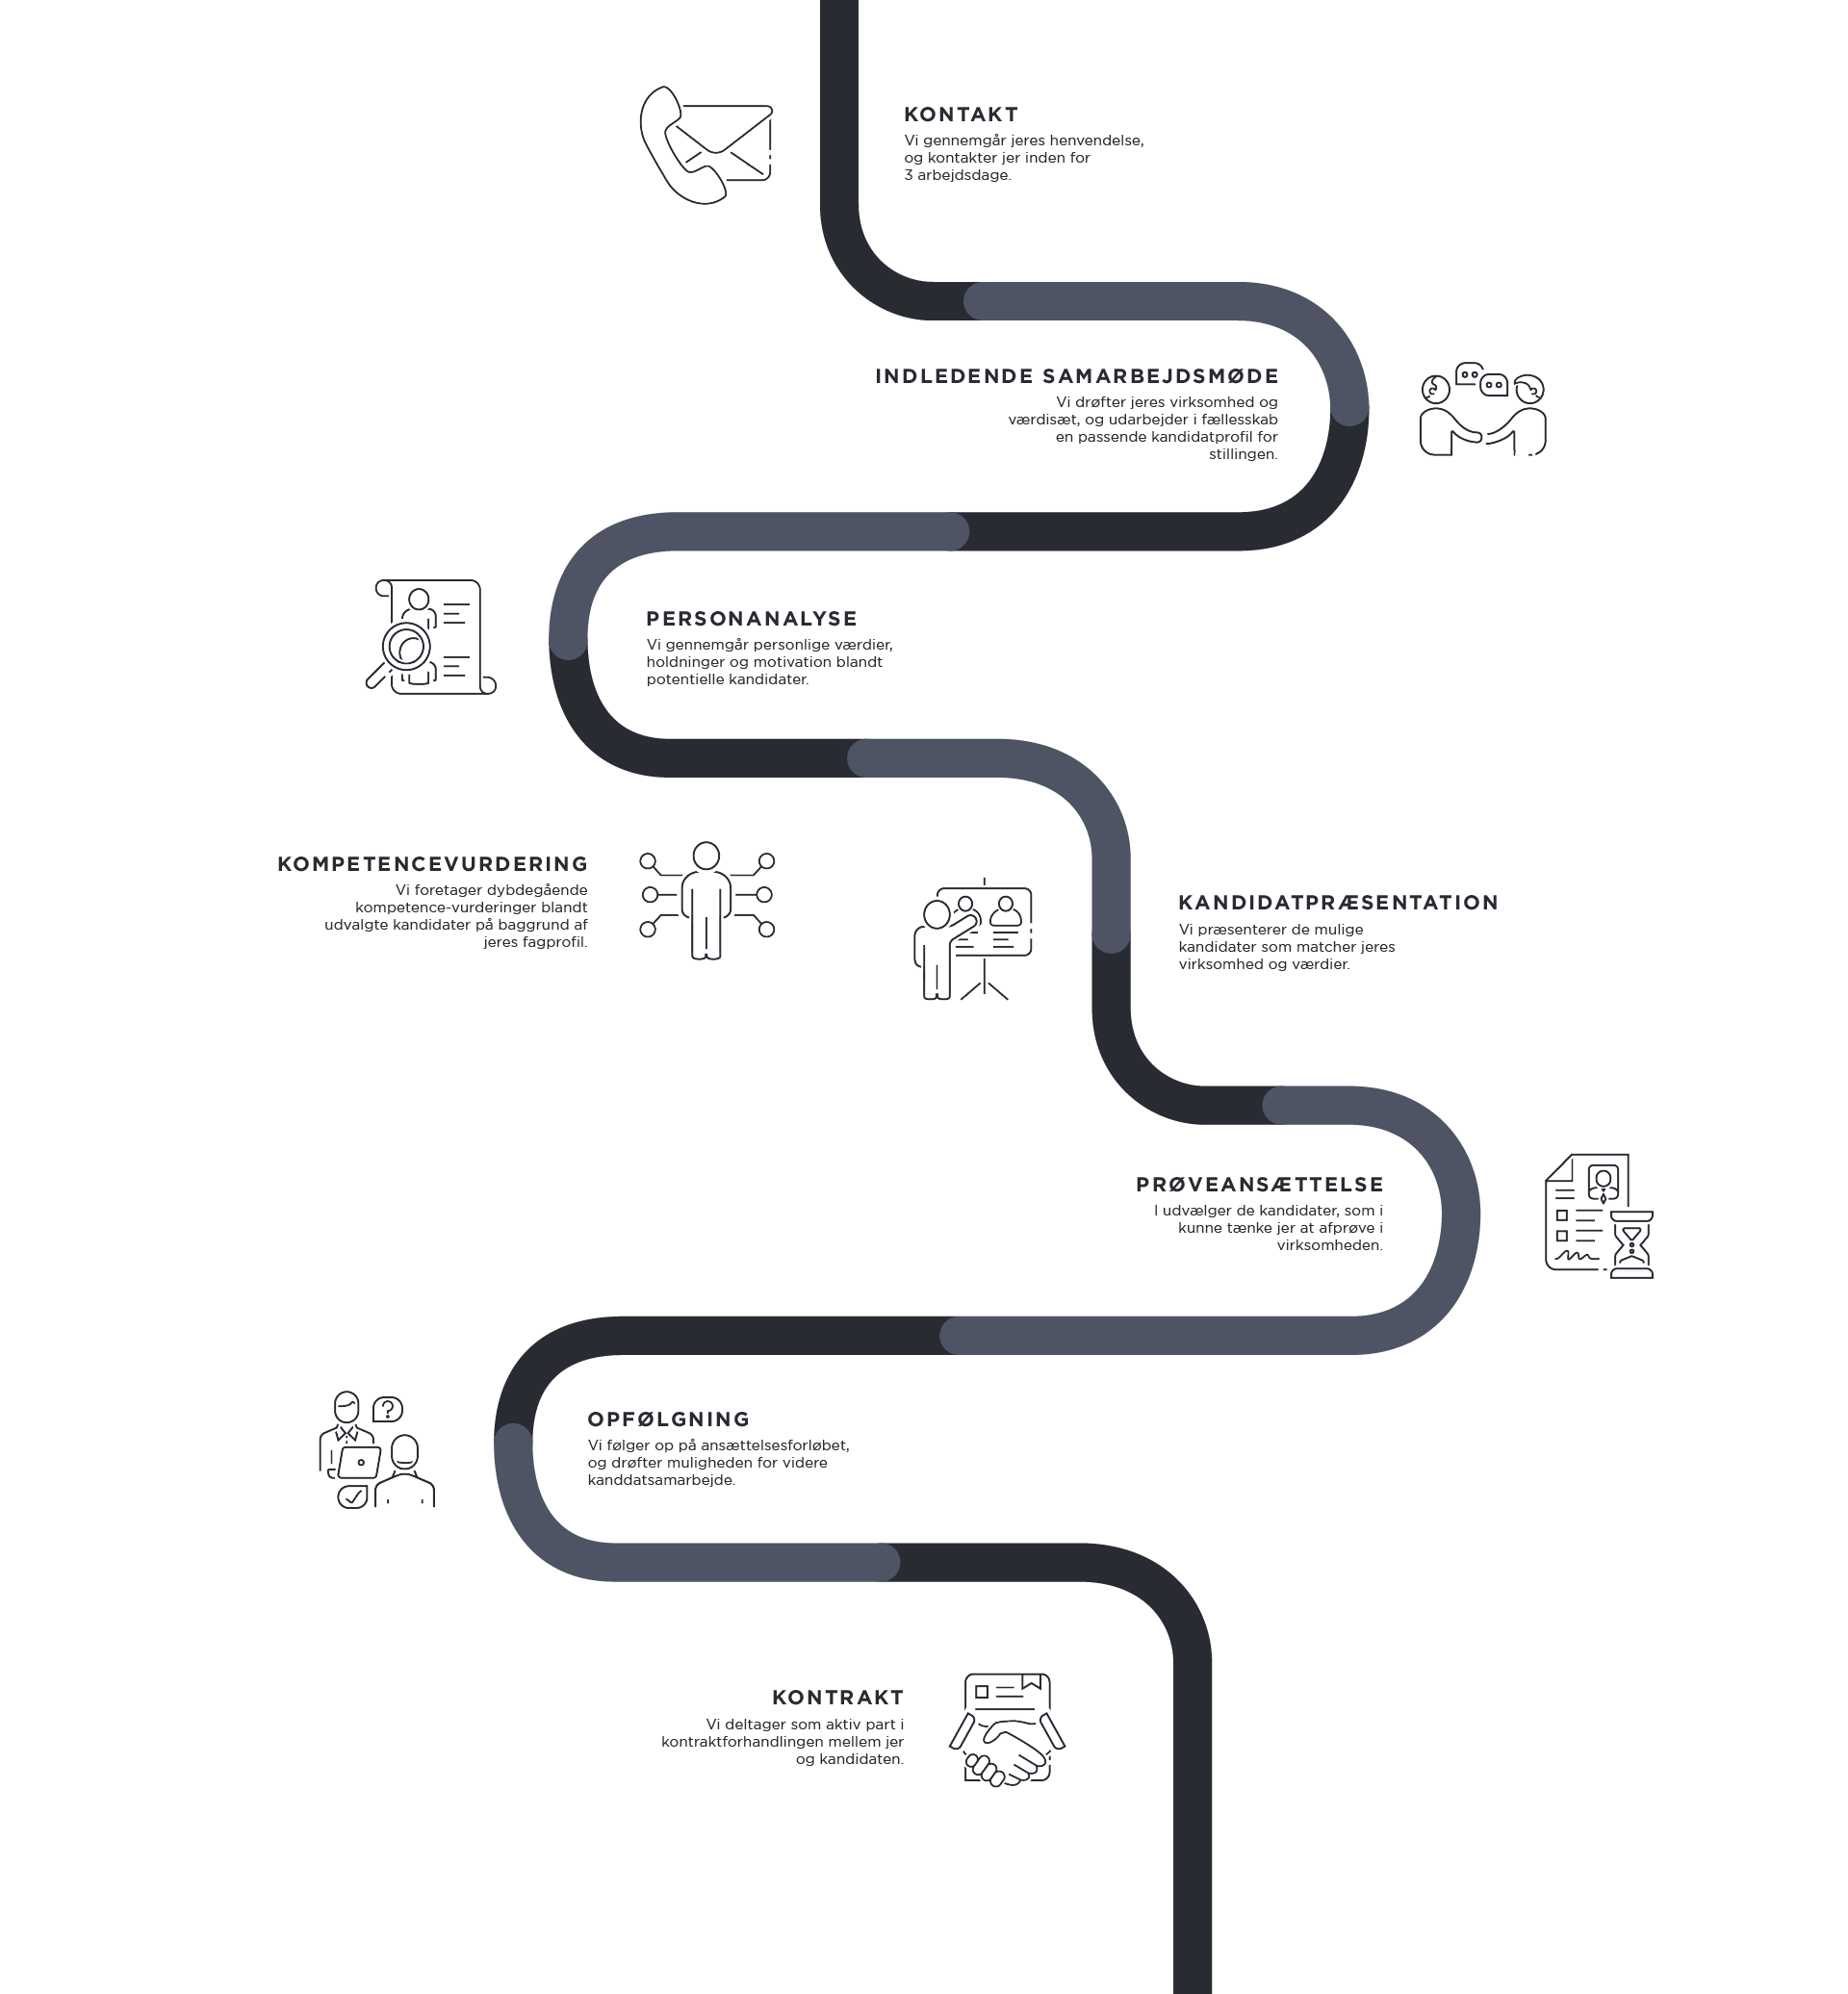 KONTAKT
Vi gennemgår jeres henvendelse,
og kontakter jer inden for
3 arbejdsdage.
INDLEDENDE SAMARBEJDSMØDE
Vi drøfter jeres virksomhed og
værdisæt, og udarbejder i fællesskab
en passende kandidatprofil for
stillingen.
PERSONANALYSE
Vi gennemgår personlige værdier,
holdninger og motivation blandt
potentielle kandidater.
KOMPETENCEVURDERING
Vi foretager dybdegående
kompetence-vurderinger blandt
udvalgte kandidater på baggrund af
jeres fagprofil.
KANDIDATPRÆSENTATION
Vi præsenterer de mulige
kandidater som matcher jeres
virksomhed og værdier.
PRØVEANSÆTTELSE
I udvælger de kandidater, som i
kunne tænke jer at afprøve i
virksomheden.
OPFØLGNING
Vi følger op på ansættelsesforløbet,
og drøfter muligheden for videre
kanddatsamarbejde.
KONTRAKT
Vi deltager som aktiv part i
kontraktforhandlingen mellem jer
og kandidaten.